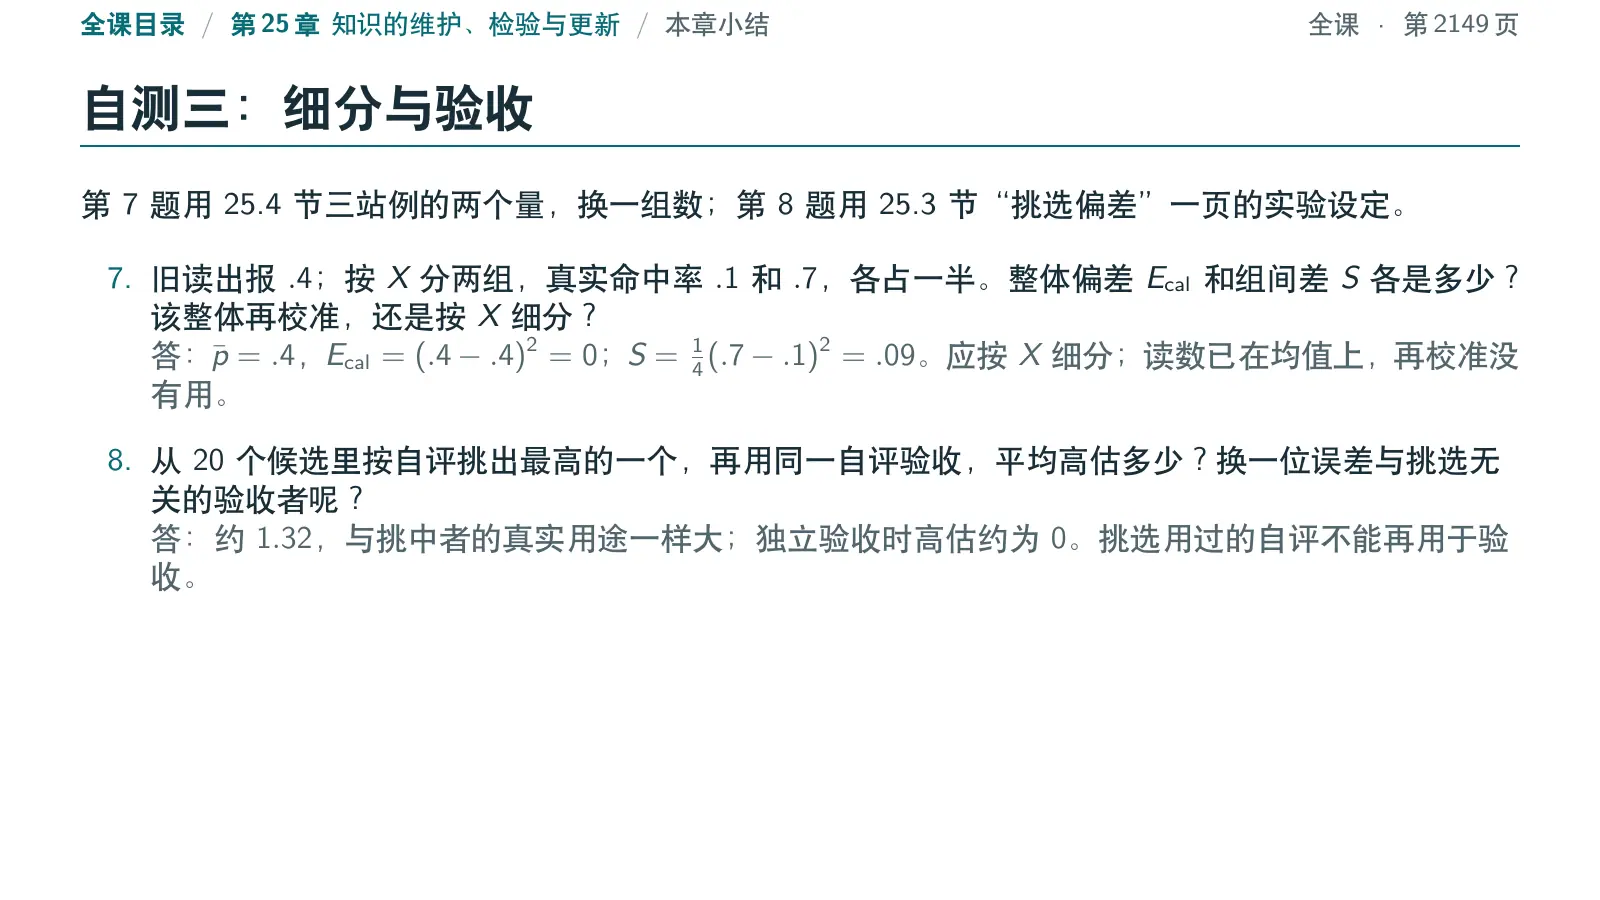 全课目录 / 第 25 章 知识的维护、检验与更新 / 本章小结
全课 · 第 2149 页
自测三：细分与验收
第 7 题用 25.4 节三站例的两个量，换一组数；第 8 题用 25.3 节“挑选偏差”一页的实验设定。
7. 旧读出报 .4；按 X 分两组，真实命中率 .1 和 .7，各占一半。整体偏差 E_cal 和组间差 S 各是多少？
该整体再校准，还是按 X 细分？
答：p̄ = .4，E_cal = (.4 − .4)² = 0；S = ¼(.7 − .1)² = .09。应按 X 细分；读数已在均值上，再校准没
有用。
8. 从 20 个候选里按自评挑出最高的一个，再用同一自评验收，平均高估多少？换一位误差与挑选无
关的验收者呢？
答：约 1.32，与挑中者的真实用途一样大；独立验收时高估约为 0。挑选用过的自评不能再用于验
收。